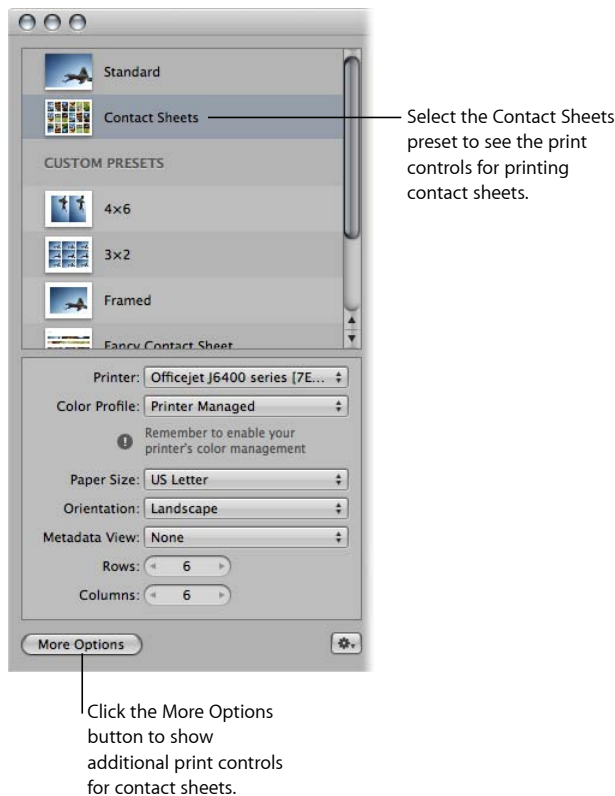 Standard
Contact Sheets
Select the Contact Sheets
preset to see the print
controls for printing
contact sheets.
CUSTOM PRESETS
4×6
3×2
Framed
Fancy Contact Sheet
Printer: Officejet J6400 series [7E...
Color Profile: Printer Managed
Remember to enable your
printer's color management
Paper Size: US Letter
Orientation: Landscape
Metadata View: None
Rows: 6
Columns: 6
More Options
Click the More Options
button to show
additional print controls
for contact sheets.